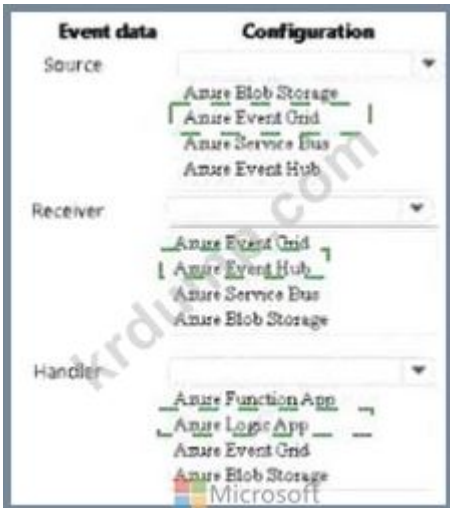 Event data Configuration
Source
Azure Blob Storage
Azure Event Grid
Azure Service Bus
Azure Event Hub
Receiver
Azure Event Grid
Azure Event Hub
Azure Service Bus
Azure Blob Storage
Handler
Azure Function App
Azure Logic App
Azure Event Grid
Azure Blob Storage
Microsoft
krdump.com